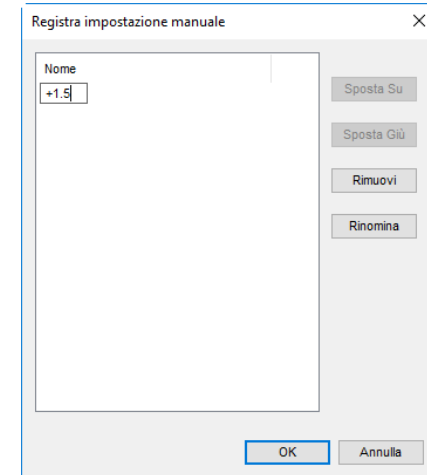 Registra impostazione manuale
Nome
+1.5
Sposta Su
Sposta Giù
Rimuovi
Rinomina
OK
Annulla